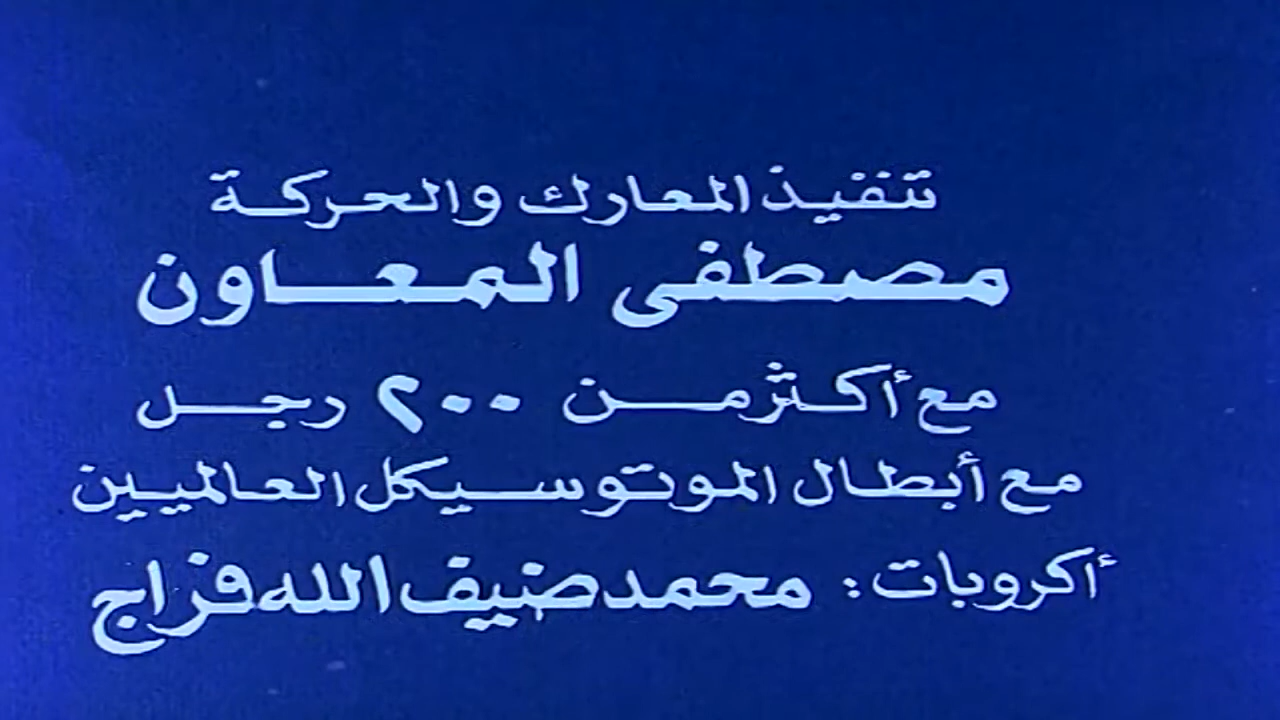 تنفيذ المعارك والحركة
مصطفى المعاون
مع أكثر من ٢٠٠ رجل
مع أبطال الموتوسيكل العالميين
أكروبات : محمد ضيف الله فراج